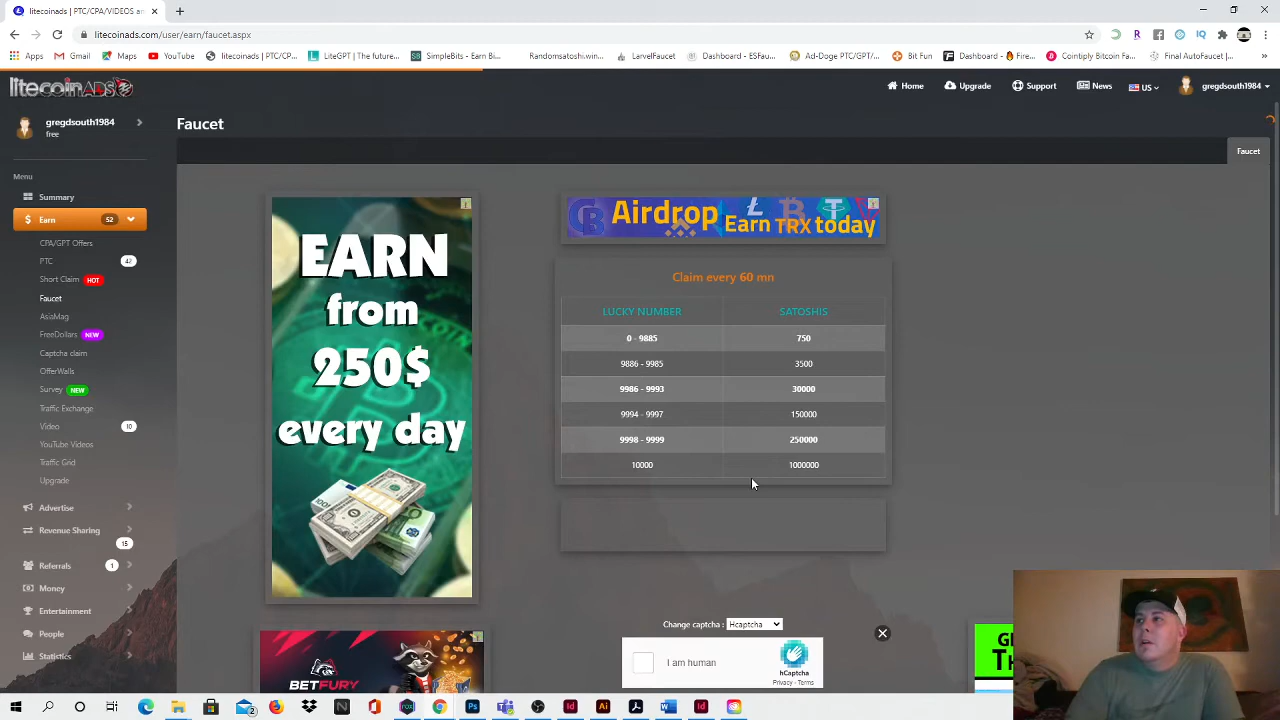 litecoinads | PTC/CPA/VIDEOS an
litecoinads.com/user/earn/faucet.aspx
Apps
Gmail
Maps
YouTube
litecoinads | PTC/CP...
LiteGPT | The future...
SimpleBits - Earn Bi...
Randomsatoshi.win...
LarvelFaucet
Dashboard - ESFau...
Ad-Doge PTC/GPT/...
Bit Fun
Dashboard - Fire...
Cointiply Bitcoin Fa...
Final AutoFaucet |...
litecoinADS
Home
Upgrade
Support
News
US
gregdsouth1984
gregdsouth1984
free
Faucet
Faucet
Menu
Summary
Earn 52
CPA/GPT Offers
PTC 42
Short Claim HOT
Faucet
AsiaMag
FreeDollars NEW
Captcha claim
OfferWalls
Survey NEW
Traffic Exchange
Video 10
YouTube Videos
Traffic Grid
Upgrade
Advertise
Revenue Sharing
15
Referrals 1
Money
Entertainment
People
Statistics
EARN
from
250$
every day
BETFURY
Airdrop
Earn TRX today
Claim every 60 mn
LUCKY NUMBER SATOSHIS
0 - 9885 750
9886 - 9985 3500
9986 - 9993 30000
9994 - 9997 150000
9998 - 9999 250000
10000 1000000
Change captcha : Hcaptcha
I am human
hCaptcha
Privacy - Terms